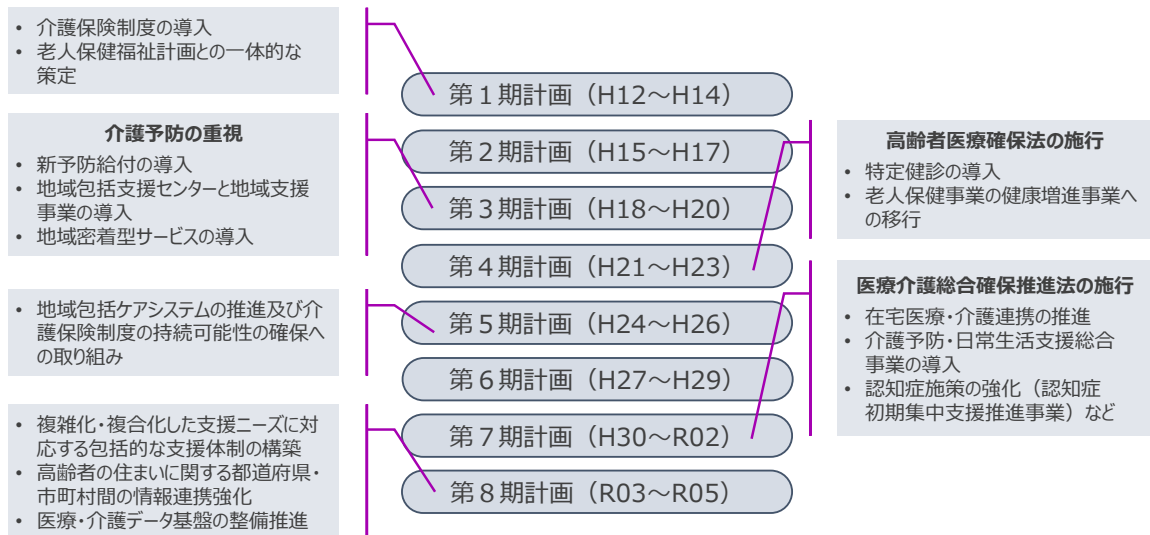 • 介護保険制度の導入
• 老人保健福祉計画との一体的な
策定
介護予防の重視
• 新予防給付の導入
• 地域包括支援センターと地域支援
事業の導入
• 地域密着型サービスの導入
• 地域包括ケアシステムの推進及び介
護保険制度の持続可能性の確保へ
の取り組み
• 複雑化・複合化した支援ニーズに対
応する包括的な支援体制の構築
• 高齢者の住まいに関する都道府県・
市町村間の情報連携強化
• 医療・介護データ基盤の整備推進
第１期計画（H12～H14）
第２期計画（H15～H17）
第３期計画（H18～H20）
第４期計画（H21～H23）
第５期計画（H24～H26）
第６期計画（H27～H29）
第７期計画（H30～R02）
第８期計画（R03～R05）
高齢者医療確保法の施行
• 特定健診の導入
• 老人保健事業の健康増進事業へ
の移行
医療介護総合確保推進法の施行
• 在宅医療・介護連携の推進
• 介護予防・日常生活支援総合
事業の導入
• 認知症施策の強化（認知症
初期集中支援推進事業）など